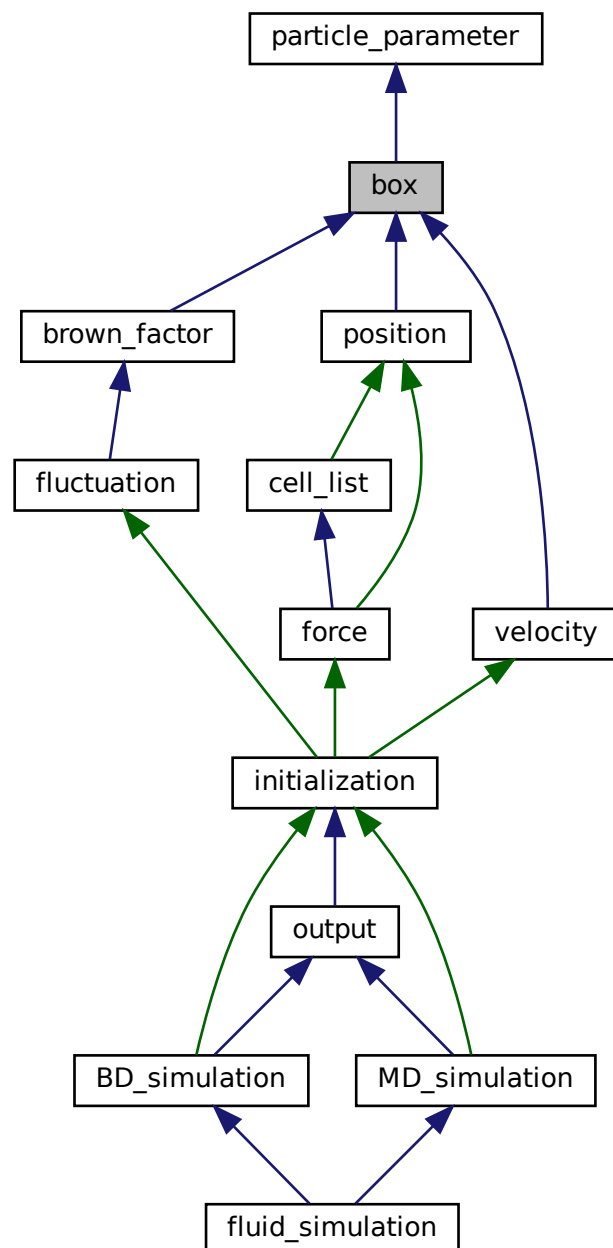 particle_parameter
box
brown_factor
position
fluctuation
cell_list
force
velocity
initialization
output
BD_simulation
MD_simulation
fluid_simulation